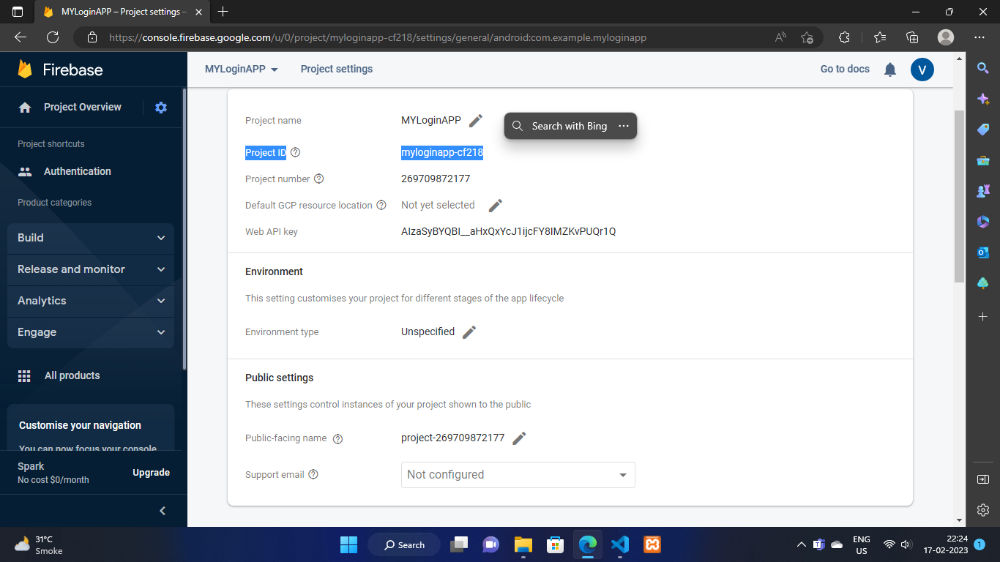 MYLoginAPP – Project settings –
https://console.firebase.google.com/u/0/project/myloginapp-cf218/settings/general/android:com.example.myloginapp
Firebase
MYLoginAPP
Project settings
Go to docs
V
Project Overview
Project shortcuts
Authentication
Product categories
Build
Release and monitor
Analytics
Engage
All products
Customise your navigation
You can now focus your console
Spark
No cost $0/month
Upgrade
Project name
MYLoginAPP
Search with Bing
Project ID
myloginapp-cf218
Project number
269709872177
Default GCP resource location
Not yet selected
Web API key
AIzaSyBYQBI__aHxQxYcJ1ijcFY8IMZKvPUQr1Q
Environment
This setting customises your project for different stages of the app lifecycle
Environment type
Unspecified
Public settings
These settings control instances of your project shown to the public
Public-facing name
project-269709872177
Support email
Not configured
31°C
Smoke
Search
ENG
US
22:24
17-02-2023
1